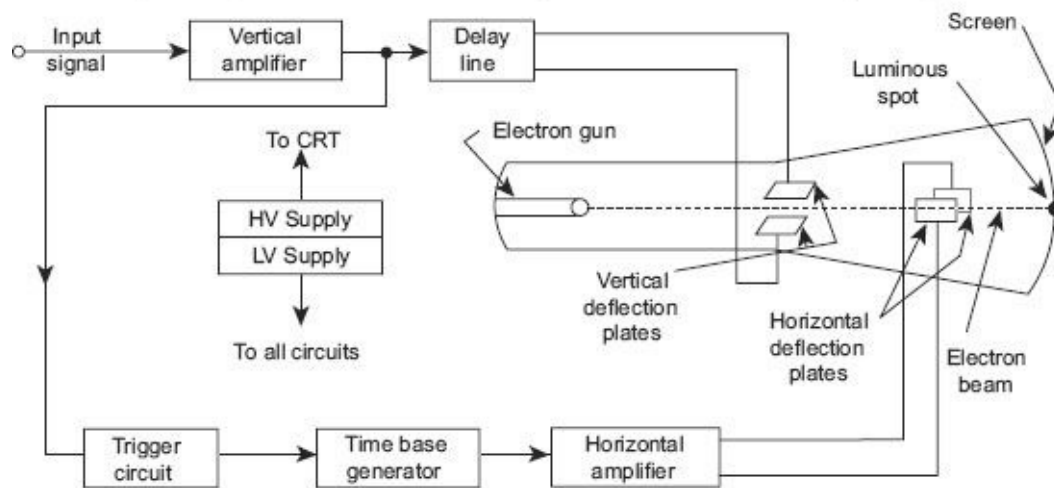 Input
signal
Vertical
amplifier
Delay
line
Screen
Luminous
spot
Electron gun
To CRT
HV Supply
LV Supply
To all circuits
Vertical
deflection
plates
Horizontal
deflection
plates
Electron
beam
Trigger
circuit
Time base
generator
Horizontal
amplifier